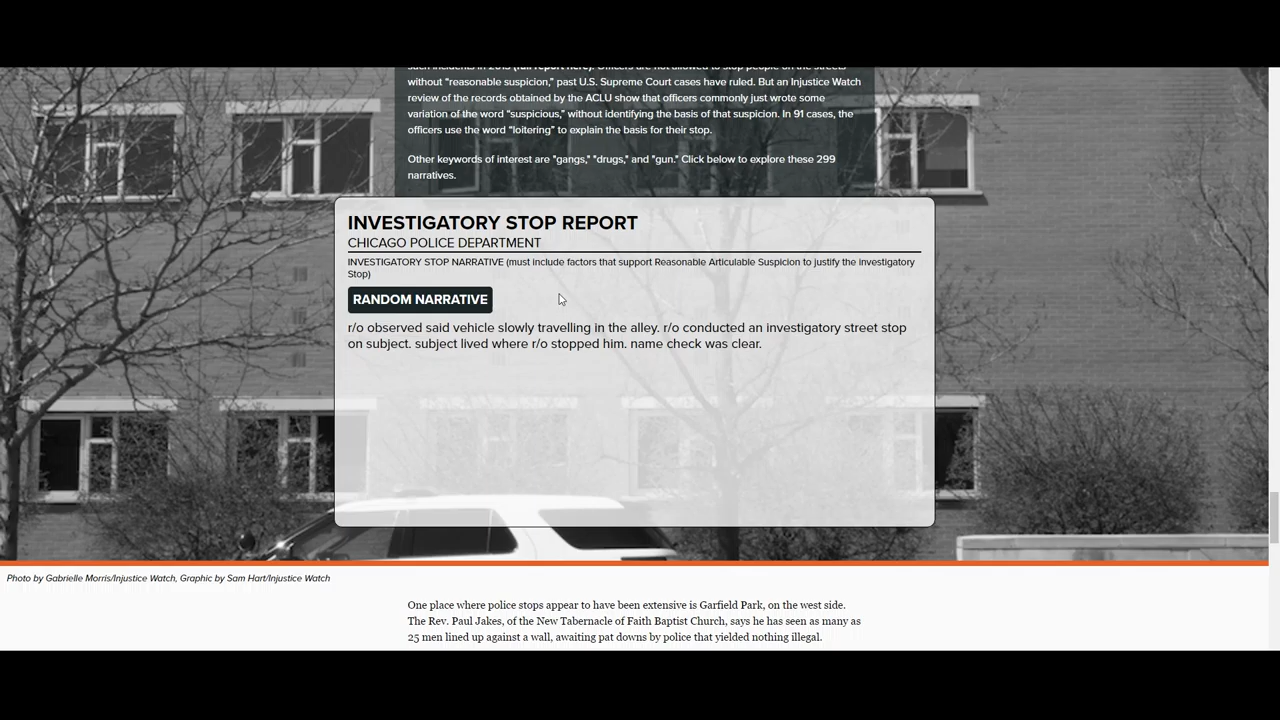 such incidents in 2015 (full report here). Officers are not allowed to stop people on the streets
without “reasonable suspicion,” past U.S. Supreme Court cases have ruled. But an Injustice Watch
review of the records obtained by the ACLU show that officers commonly just wrote some
variation of the word “suspicious,” without identifying the basis of that suspicion. In 91 cases, the
officers use the word “loitering” to explain the basis for their stop.
Other keywords of interest are "gangs," "drugs," and "gun." Click below to explore these 299
narratives.
INVESTIGATORY STOP REPORT
CHICAGO POLICE DEPARTMENT
INVESTIGATORY STOP NARRATIVE (must include factors that support Reasonable Articulable Suspicion to justify the investigatory
Stop)
RANDOM NARRATIVE
r/o observed said vehicle slowly travelling in the alley. r/o conducted an investigatory street stop
on subject. subject lived where r/o stopped him. name check was clear.
Photo by Gabrielle Morris/Injustice Watch, Graphic by Sam Hart/Injustice Watch
One place where police stops appear to have been extensive is Garfield Park, on the west side.
The Rev. Paul Jakes, of the New Tabernacle of Faith Baptist Church, says he has seen as many as
25 men lined up against a wall, awaiting pat downs by police that yielded nothing illegal.